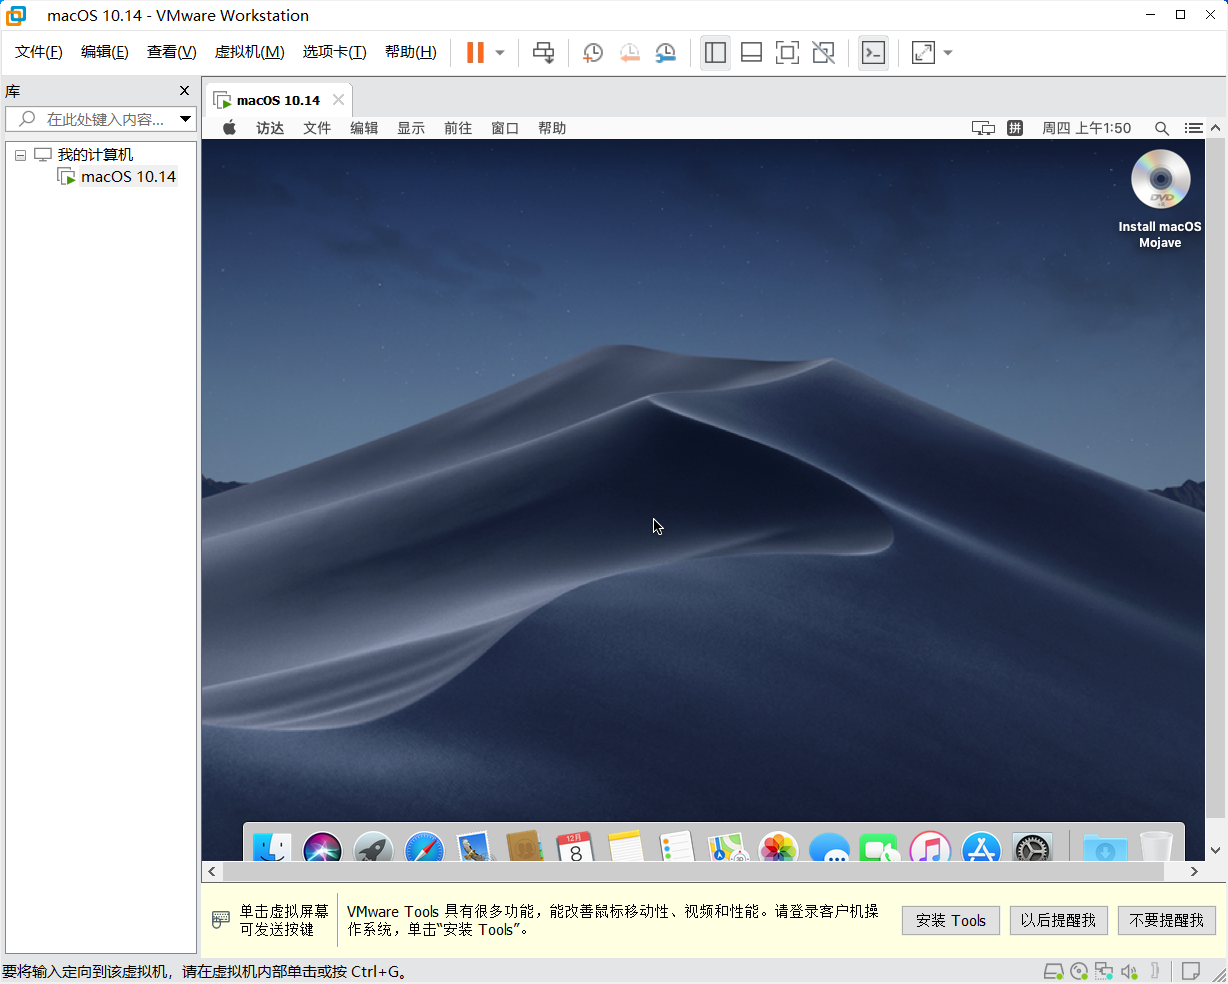 macOS 10.14 - VMware Workstation
文件(F) 编辑(E) 查看(V) 虚拟机(M) 选项卡(T) 帮助(H)
库
在此处键入内容...
我的计算机
macOS 10.14
macOS 10.14
访达 文件 编辑 显示 前往 窗口 帮助 拼 周四 上午1:50
DVD
Install macOS
Mojave
12月
8
3D
单击虚拟屏幕
可发送按键
VMware Tools 具有很多功能，能改善鼠标移动性、视频和性能。请登录客户机操
作系统，单击“安装 Tools”。
安装 Tools 以后提醒我 不要提醒我
要将输入定向到该虚拟机，请在虚拟机内部单击或按 Ctrl+G。